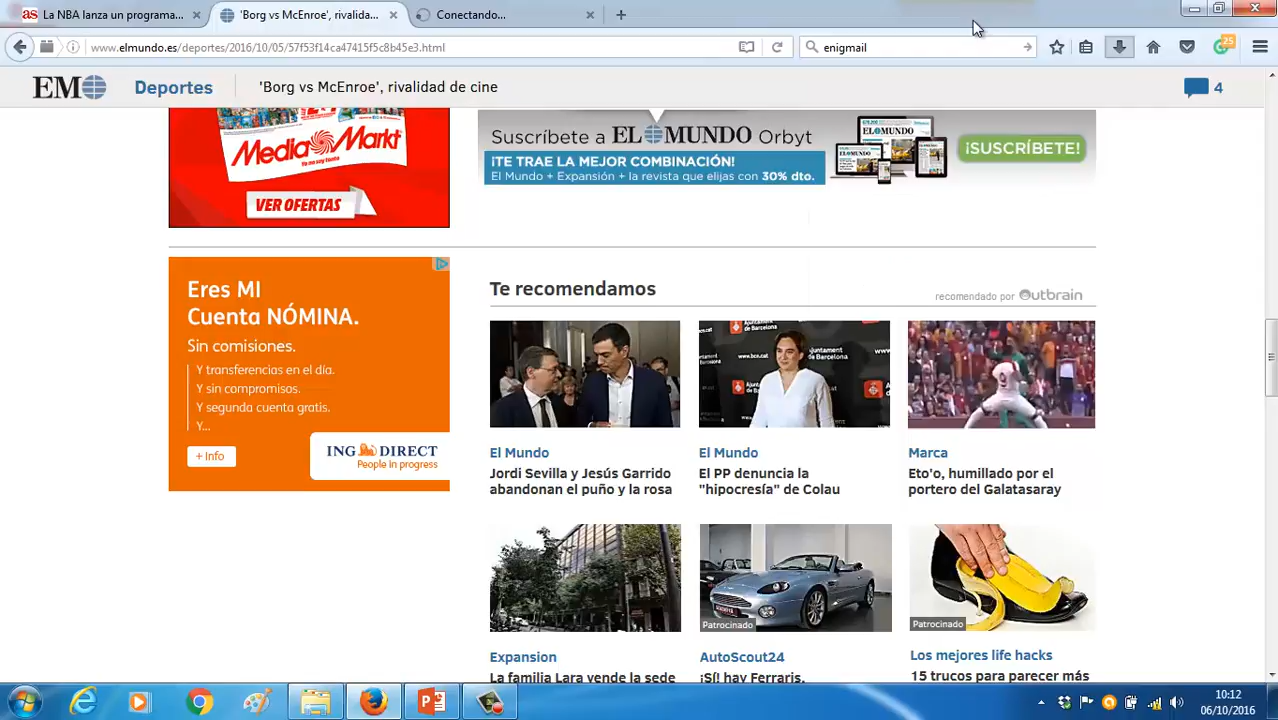 as La NBA lanza un programa...
'Borg vs McEnroe', rivalida...
Conectando...
www.elmundo.es/deportes/2016/10/05/57f53f14ca47415f5c8b45e3.html
enigmail
25
EM
Deportes
'Borg vs McEnroe', rivalidad de cine
4
Media Markt
VER OFERTAS
Suscríbete a EL MUNDO Orbyt
¡TE TRAE LA MEJOR COMBINACIÓN!
El Mundo + Expansión + la revista que elijas con 30% dto.
¡SUSCRÍBETE!
Eres MI
Cuenta NÓMINA.
Sin comisiones.
Y transferencias en el día.
Y sin compromisos.
Y segunda cuenta gratis.
Y...
+ Info
ING DIRECT
People in progress
Te recomendamos
recomendado por Outbrain
El Mundo
Jordi Sevilla y Jesús Garrido
abandonan el puño y la rosa
El Mundo
El PP denuncia la
"hipocresía" de Colau
Marca
Eto'o, humillado por el
portero del Galatasaray
Expansion
La familia Lara vende la sede
Patrocinado
AutoScout24
¡Sí! hay Ferraris.
Patrocinado
Los mejores life hacks
15 trucos para parecer más
10:12
06/10/2016